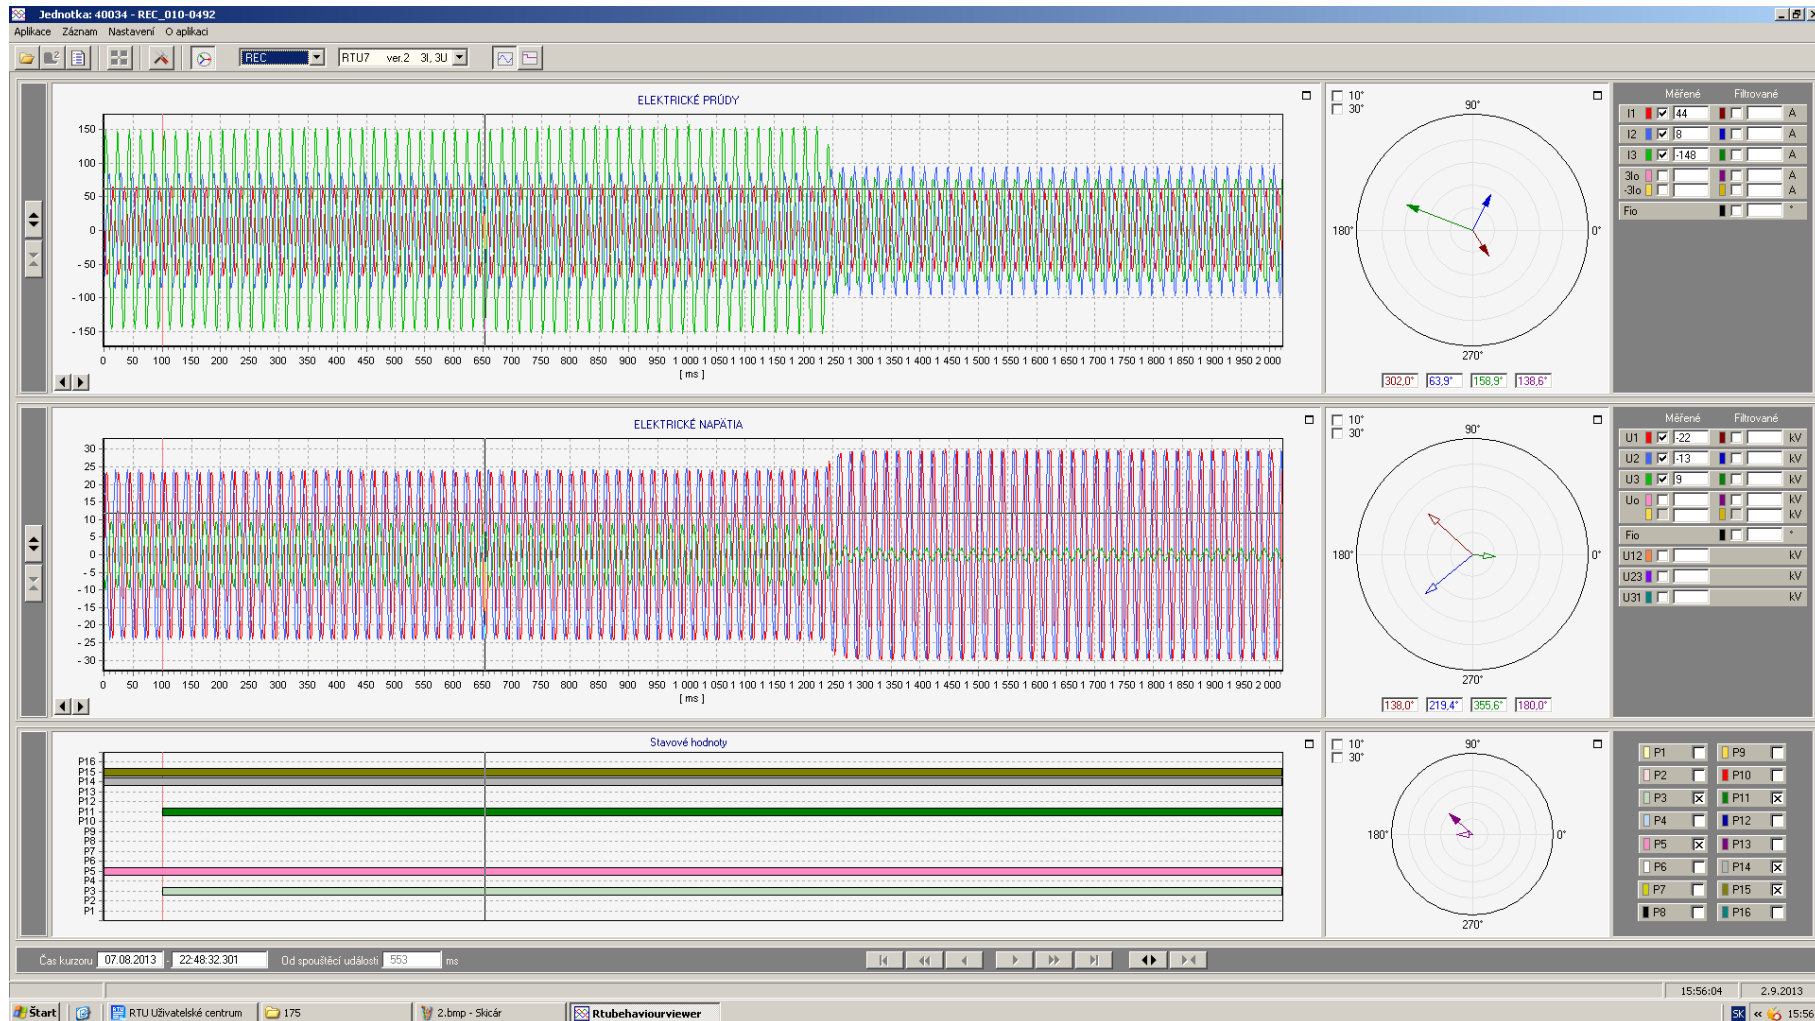 Jednotka: 40034 - REC_010-0492
Aplikace Záznam Nastavení O aplikaci
REC RTU7 ver.2 3I, 3U
ELEKTRICKÉ PRÚDY
150
100
50
0
- 50
- 100
- 150
0 50 100 150 200 250 300 350 400 450 500 550 600 650 700 750 800 850 900 950 1 000 1 050 1 100 1 150 1 200 1 250 1 300 1 350 1 400 1 450 1 500 1 550 1 600 1 650 1 700 1 750 1 800 1 850 1 900 1 950 2 000
[ ms ]
10°
30°
90°
180°
0°
270°
302,0° 63,9° 158,9° 138,6°
Měřené Filtrované
I1 44 A
I2 8 A
I3 -148 A
3Io A
-3Io A
Fio °
ELEKTRICKÉ NAPÄTIA
30
25
20
15
10
5
0
- 5
- 10
- 15
- 20
- 25
- 30
0 50 100 150 200 250 300 350 400 450 500 550 600 650 700 750 800 850 900 950 1 000 1 050 1 100 1 150 1 200 1 250 1 300 1 350 1 400 1 450 1 500 1 550 1 600 1 650 1 700 1 750 1 800 1 850 1 900 1 950 2 000
[ ms ]
10°
30°
90°
180°
0°
270°
138,0° 219,4° 355,6° 180,0°
Měřené Filtrované
U1 -22 kV
U2 -13 kV
U3 9 kV
Uo kV
kV
Fio °
U12 kV
U23 kV
U31 kV
Stavové hodnoty
P16
P15
P14
P13
P12
P11
P10
P9
P8
P7
P6
P5
P4
P3
P2
P1
10°
30°
90°
180°
0°
270°
P1 P9
P2 P10
P3 P11
P4 P12
P5 P13
P6 P14
P7 P15
P8 P16
Čas kurzoru 07.08.2013 - 22:48:32.301 Od spouštěcí události 553 ms
15:56:04 2.9.2013
Štart RTU Uživatelské centrum 175 2.bmp - Skicár Rtubehaviourviewer SK « 15:56